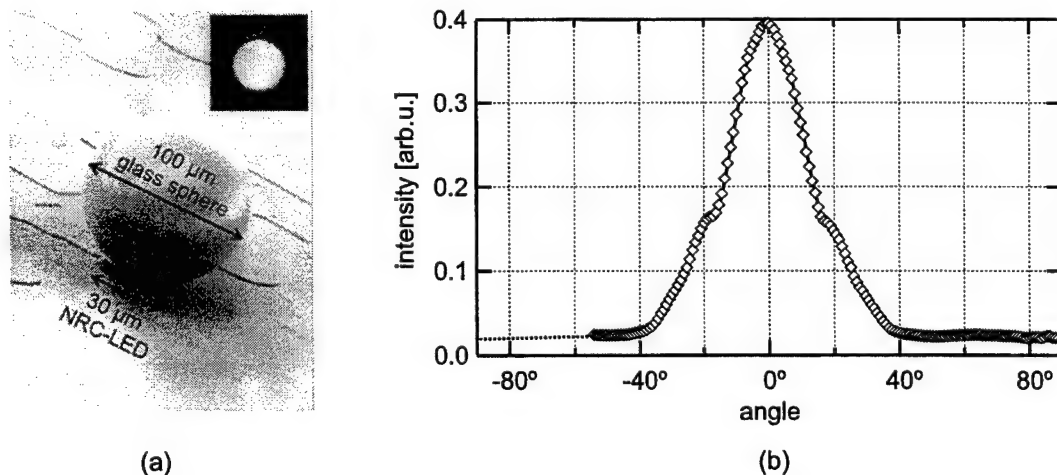 100 µm
glass sphere
30 µm
NRC-LED
(a)
intensity [arb.u.]
0.4
0.3
0.2
0.1
0.0
-80º
-40º
0º
40º
80º
angle
(b)